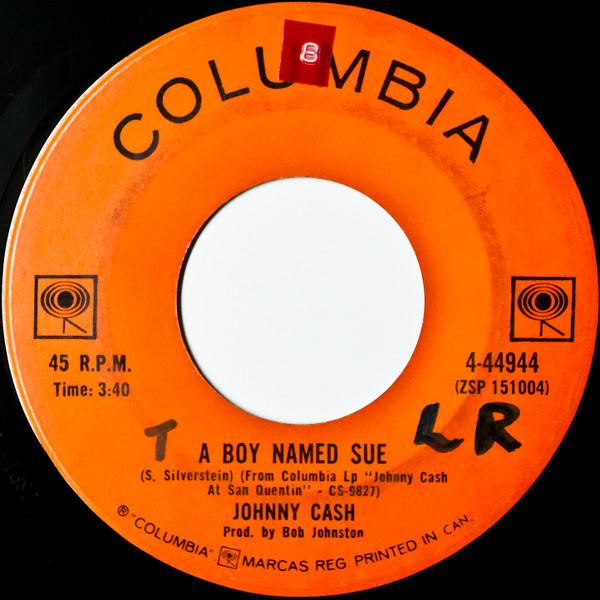 COLUMBIA
8
45 R.P.M.
Time: 3:40
4-44944
(ZSP 151004)
T
LR
A BOY NAMED SUE
(S. Silverstein) (From Columbia Lp "Johnny Cash
At San Quentin" - CS-9827)
JOHNNY CASH
Prod. by Bob Johnston
® "COLUMBIA" MARCAS REG. PRINTED IN CAN.